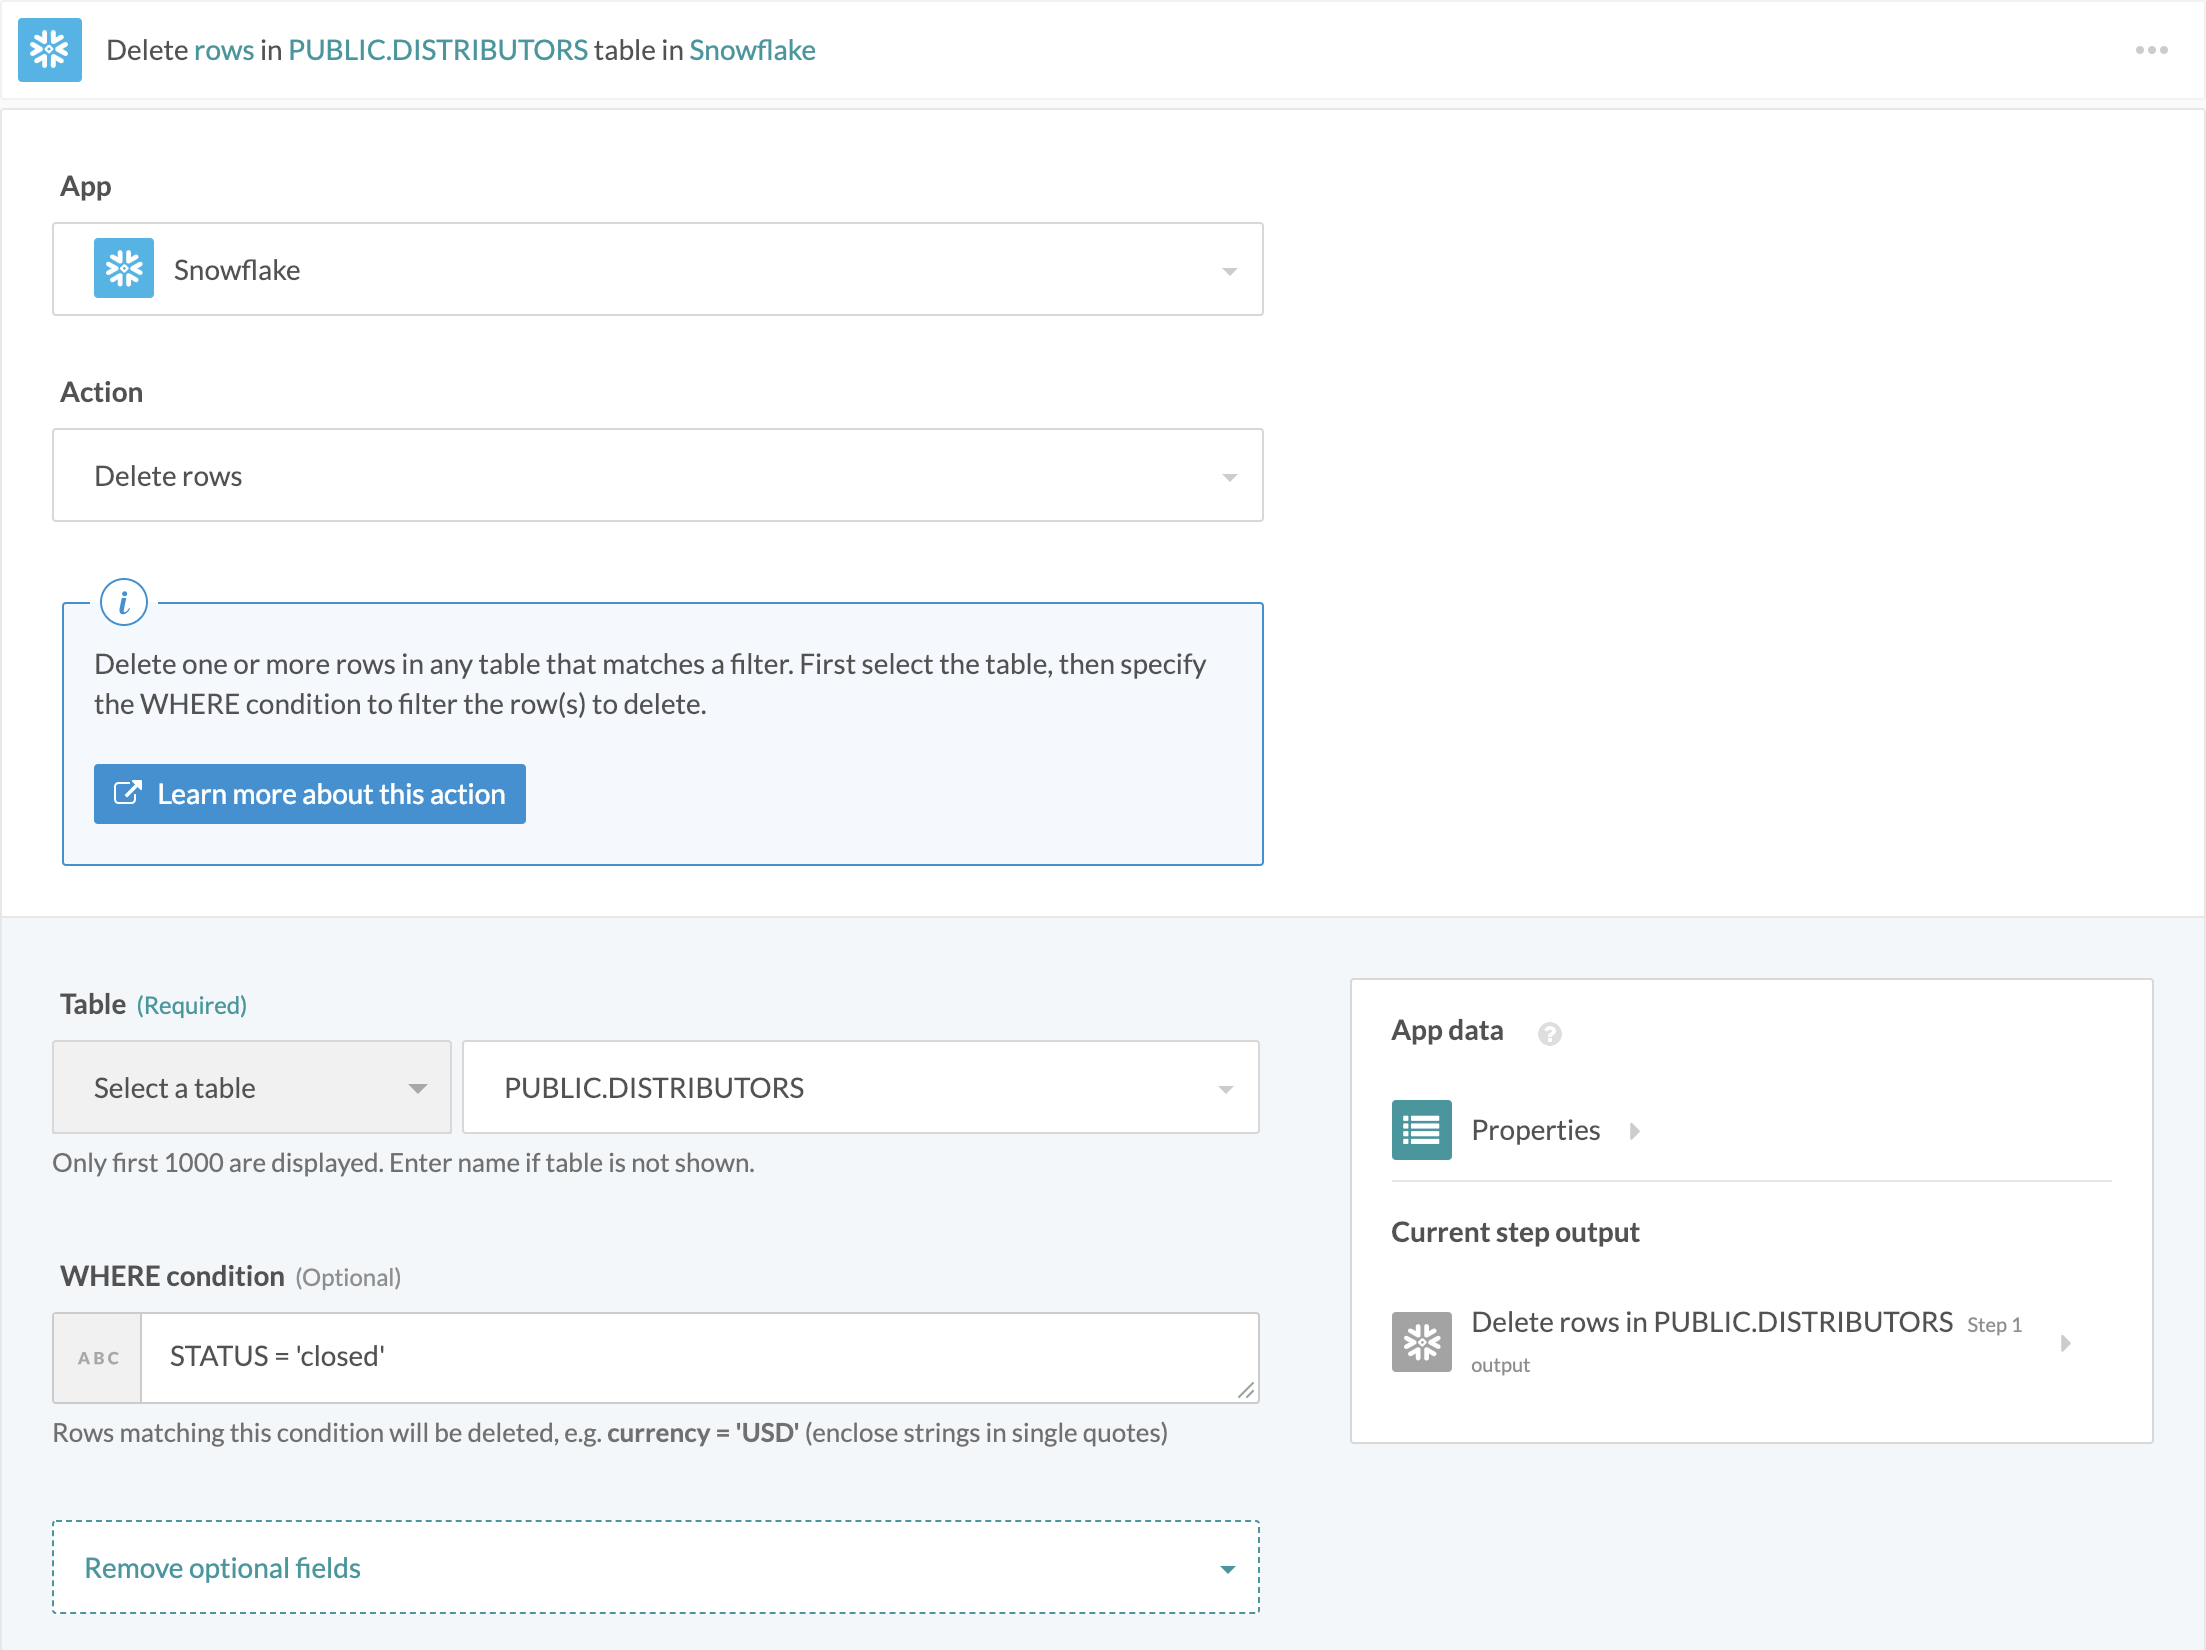 Delete rows in PUBLIC.DISTRIBUTORS table in Snowflake
App
Snowflake
Action
Delete rows
i
Delete one or more rows in any table that matches a filter. First select the table, then specify
the WHERE condition to filter the row(s) to delete.
Learn more about this action
Table (Required)
Select a table
PUBLIC.DISTRIBUTORS
Only first 1000 are displayed. Enter name if table is not shown.
WHERE condition (Optional)
ABC
STATUS = 'closed'
Rows matching this condition will be deleted, e.g. currency = 'USD' (enclose strings in single quotes)
Remove optional fields
App data ?
Properties
Current step output
Delete rows in PUBLIC.DISTRIBUTORS Step 1
output